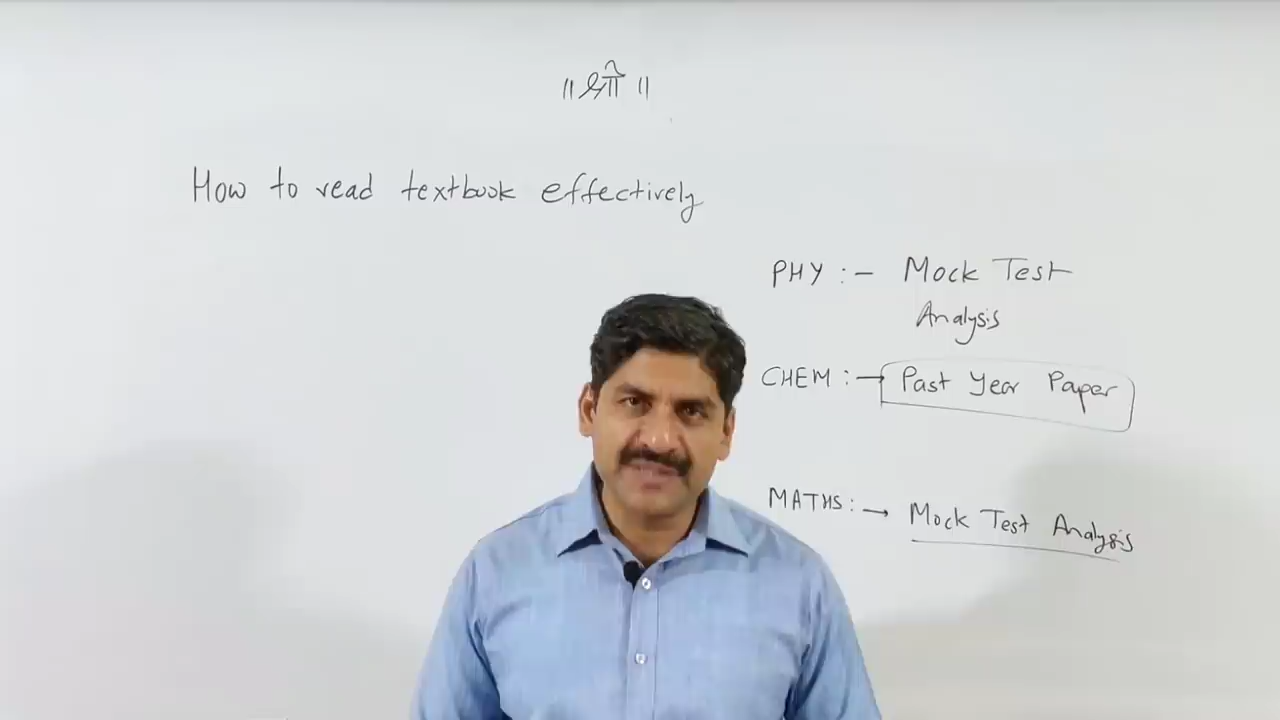 ॥ श्री ॥
How to read textbook effectively
PHY :- Mock Test
Analysis
CHEM :→ Past Year Paper
MATHS :→ Mock Test Analysis